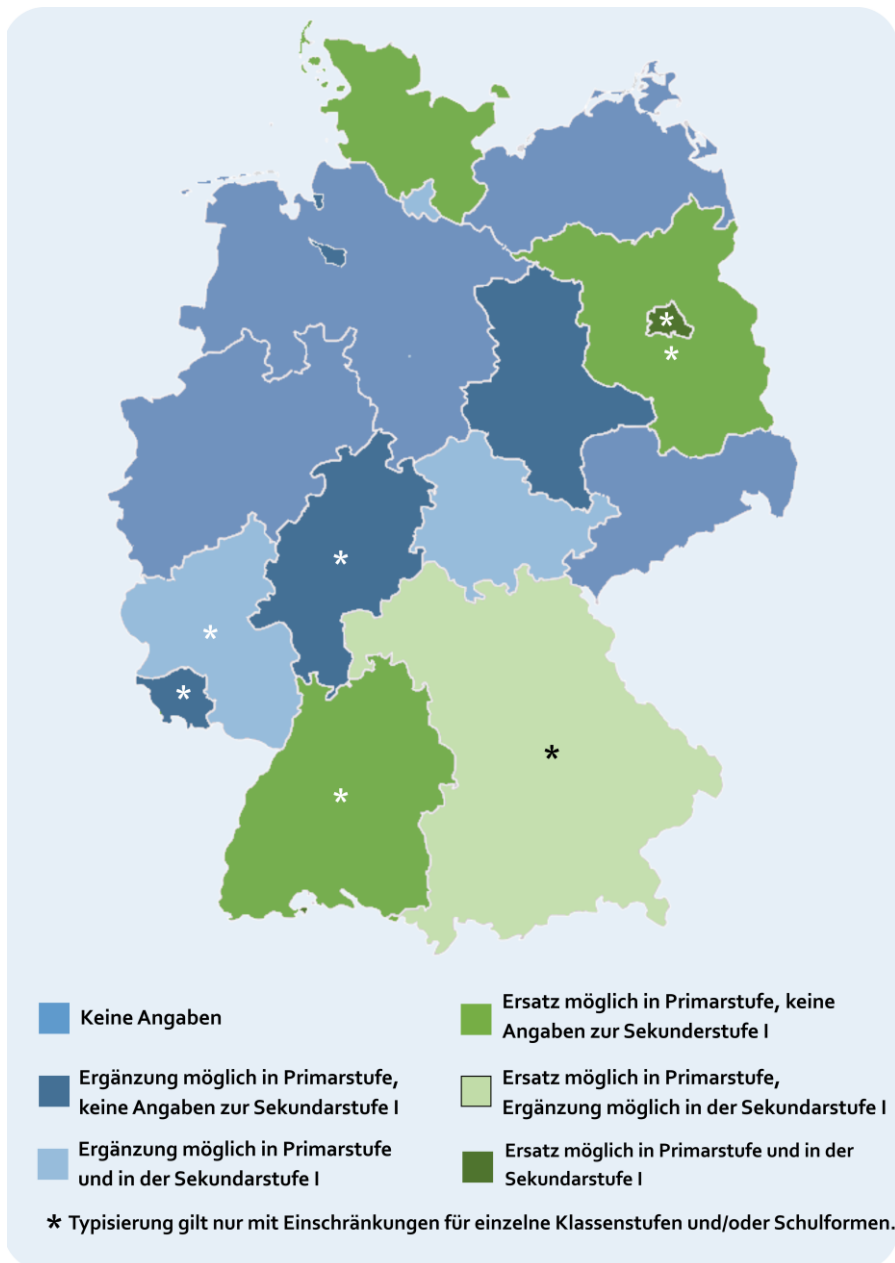 *
*
*
*
*
*
*
Keine Angaben
Ergänzung möglich in Primarstufe,
keine Angaben zur Sekundarstufe I
Ergänzung möglich in Primarstufe
und in der Sekundarstufe I
Ersatz möglich in Primarstufe, keine
Angaben zur Sekunderstufe I
Ersatz möglich in Primarstufe,
Ergänzung möglich in der Sekundarstufe I
Ersatz möglich in Primarstufe und in der
Sekundarstufe I
* Typisierung gilt nur mit Einschränkungen für einzelne Klassenstufen und/oder Schulformen.